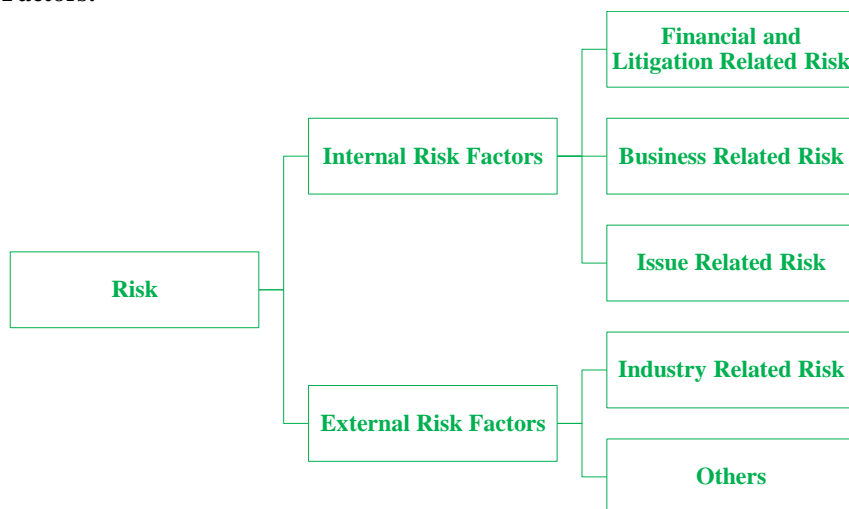 Factors.
Financial and
Litigation Related Risk
Internal Risk Factors
Business Related Risk
Issue Related Risk
Risk
Industry Related Risk
External Risk Factors
Others